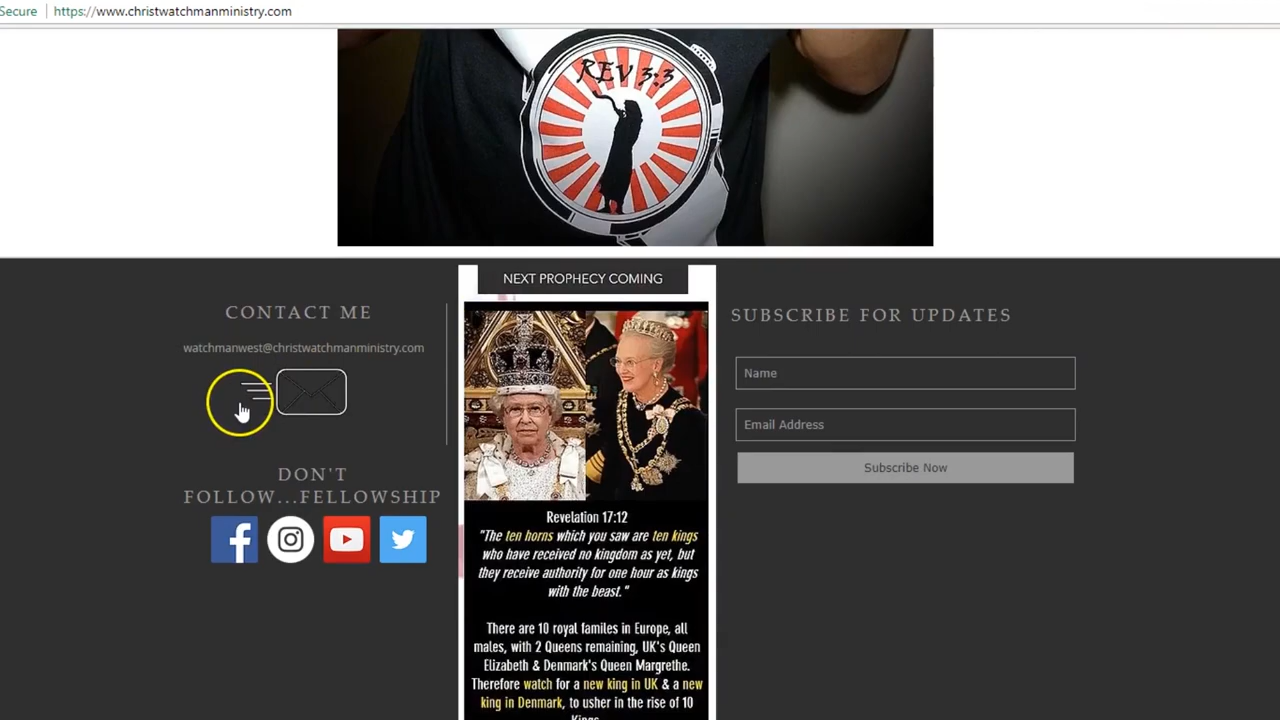 Secure
https://www.christwatchmanministry.com
REV 3:3
NEXT PROPHECY COMING
CONTACT ME
watchmanwest@christwatchmanministry.com
DON'T
FOLLOW...FELLOWSHIP
Revelation 17:12
"The ten horns which you saw are ten kings
who have received no kingdom as yet, but
they receive authority for one hour as kings
with the beast."
There are 10 royal familes in Europe, all
males, with 2 Queens remaining, UK's Queen
Elizabeth & Denmark's Queen Margrethe.
Therefore watch for a new king in UK & a new
king in Denmark, to usher in the rise of 10
Kings
SUBSCRIBE FOR UPDATES
Name
Email Address
Subscribe Now